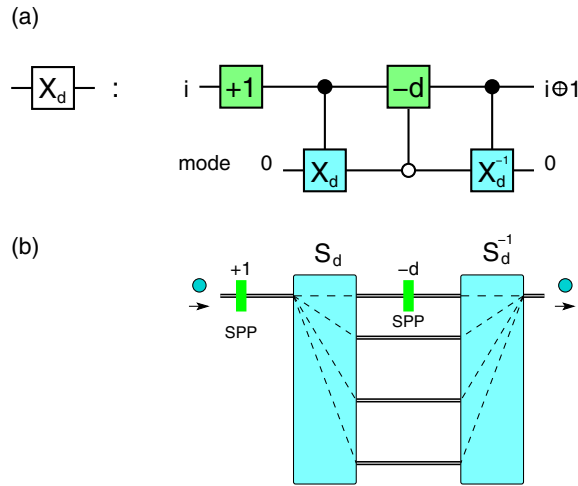 (a)
X_d : i +1 −d i⊕1
mode 0 X_d X_d^{-1} 0
(b)
S_d S_d^{-1}
+1 −d
SPP SPP